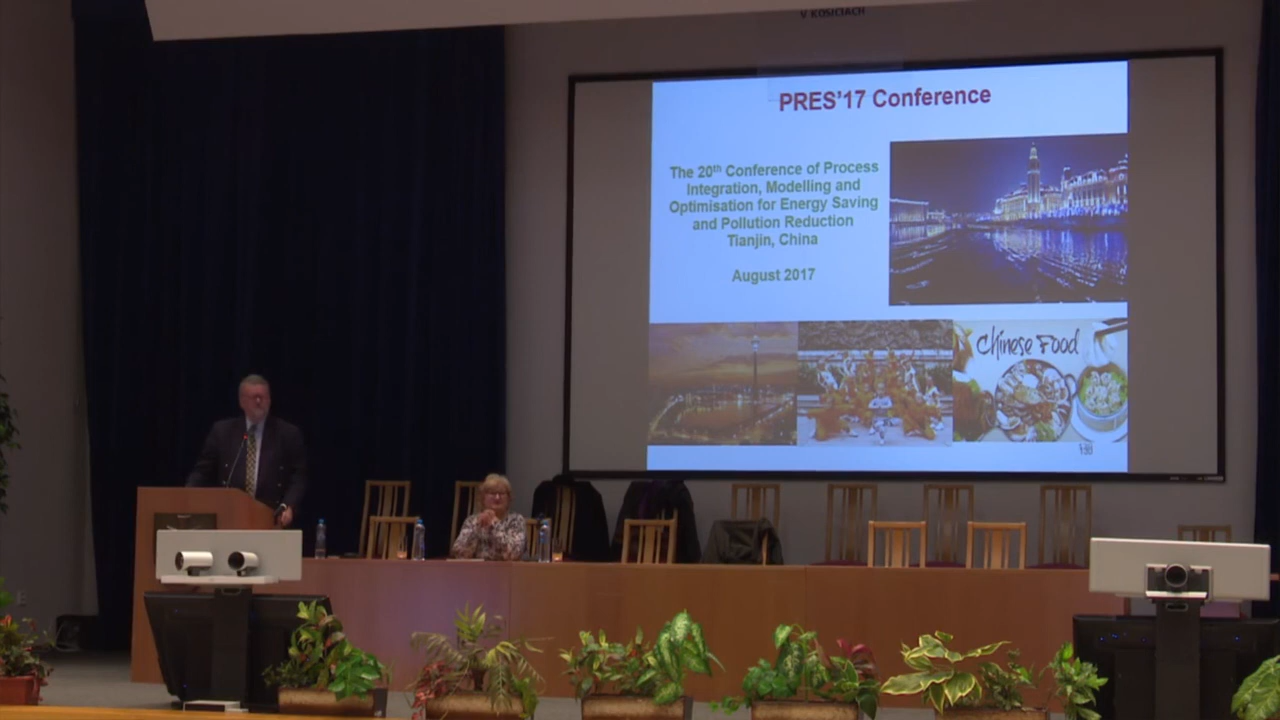 V KOŠICIACH
PRES'17 Conference
The 20th Conference of Process
Integration, Modelling and
Optimisation for Energy Saving
and Pollution Reduction
Tianjin, China
August 2017
Chinese Food